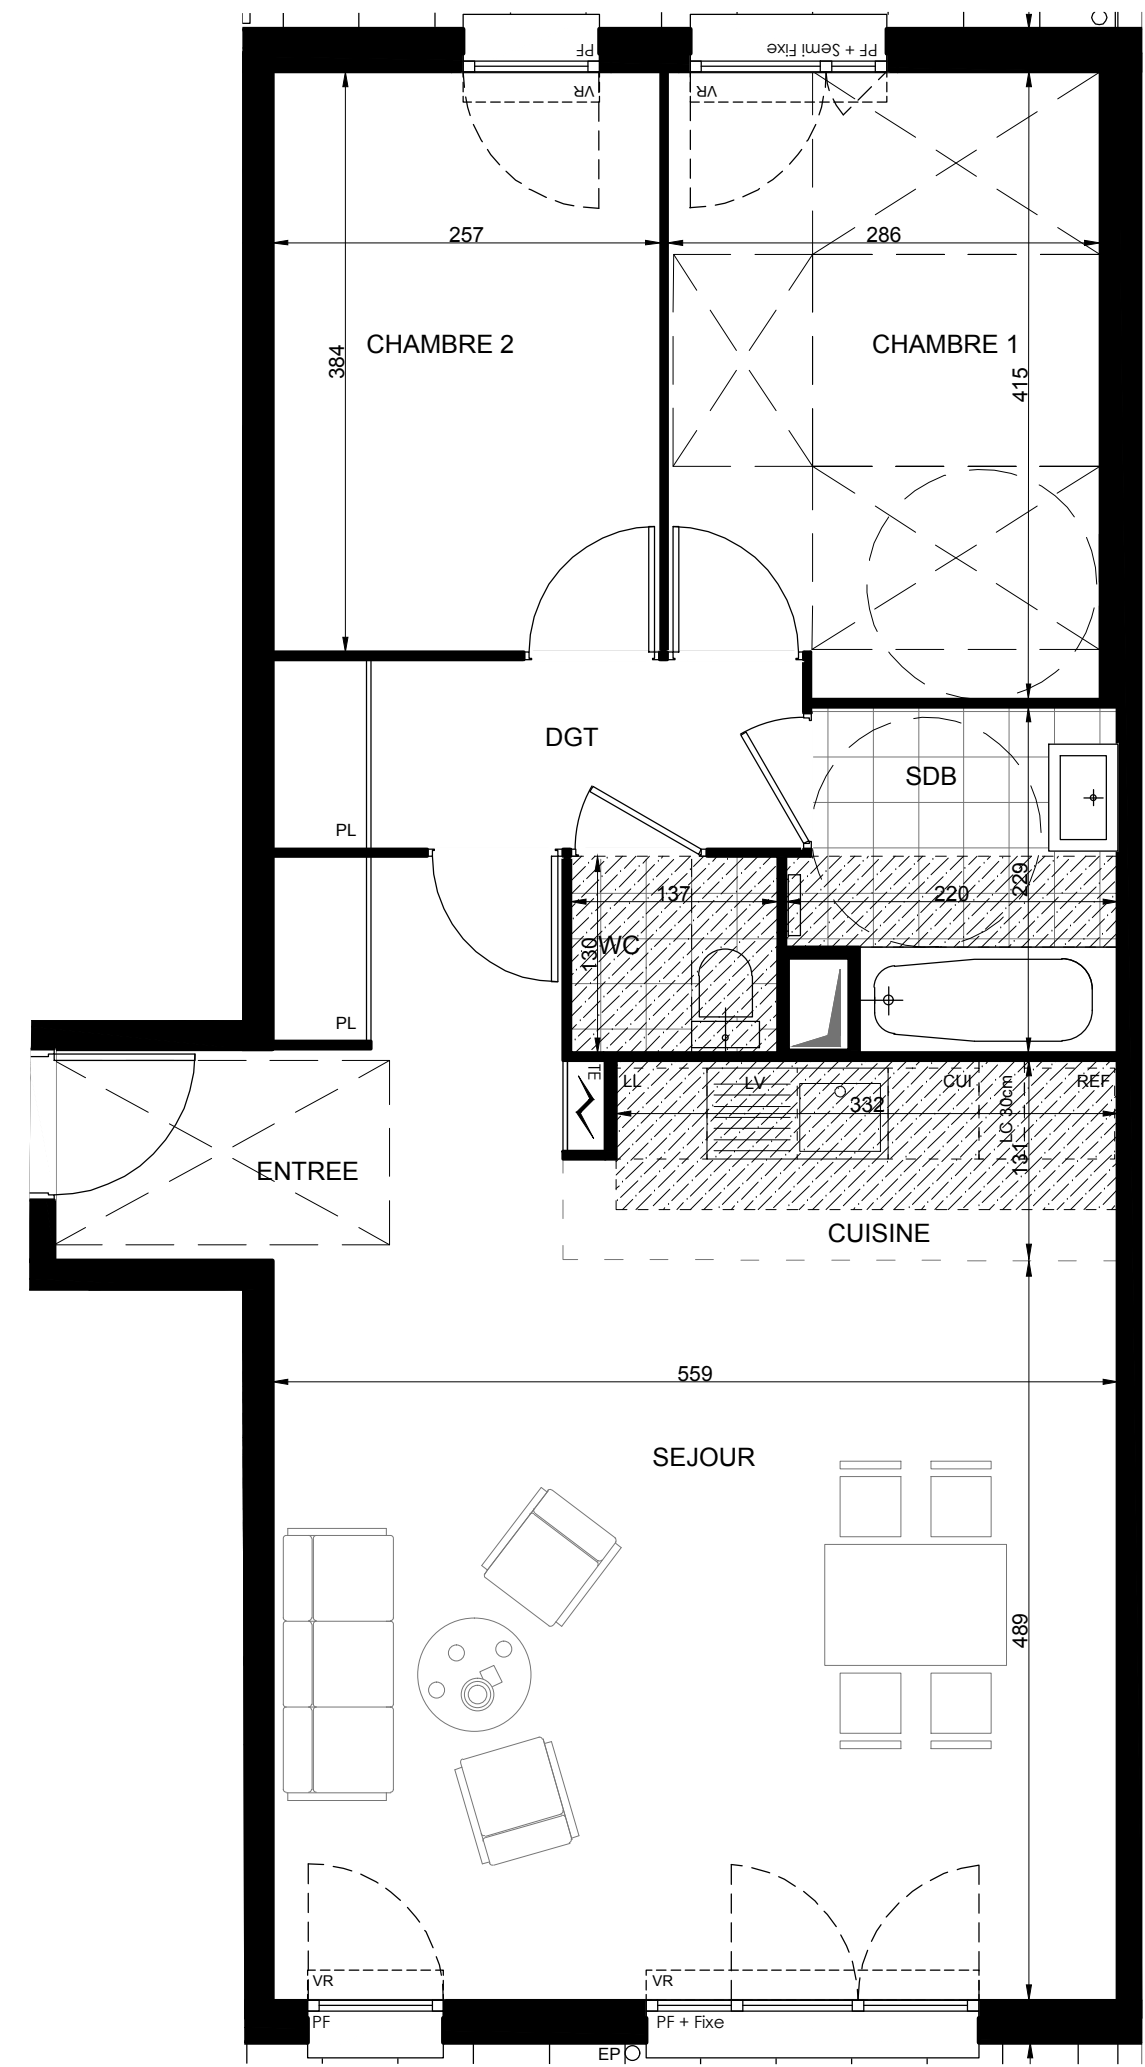 PF
PF + Semi Fixe
VR
VR
257
286
CHAMBRE 2
CHAMBRE 1
384
415
DGT
SDB
PL
137
220
229
WC
130
PL
TE
LL
LV
CUI
REF
332
LC 30cm
131
ENTREE
CUISINE
559
SEJOUR
489
VR
VR
PF
PF + Fixe
EP